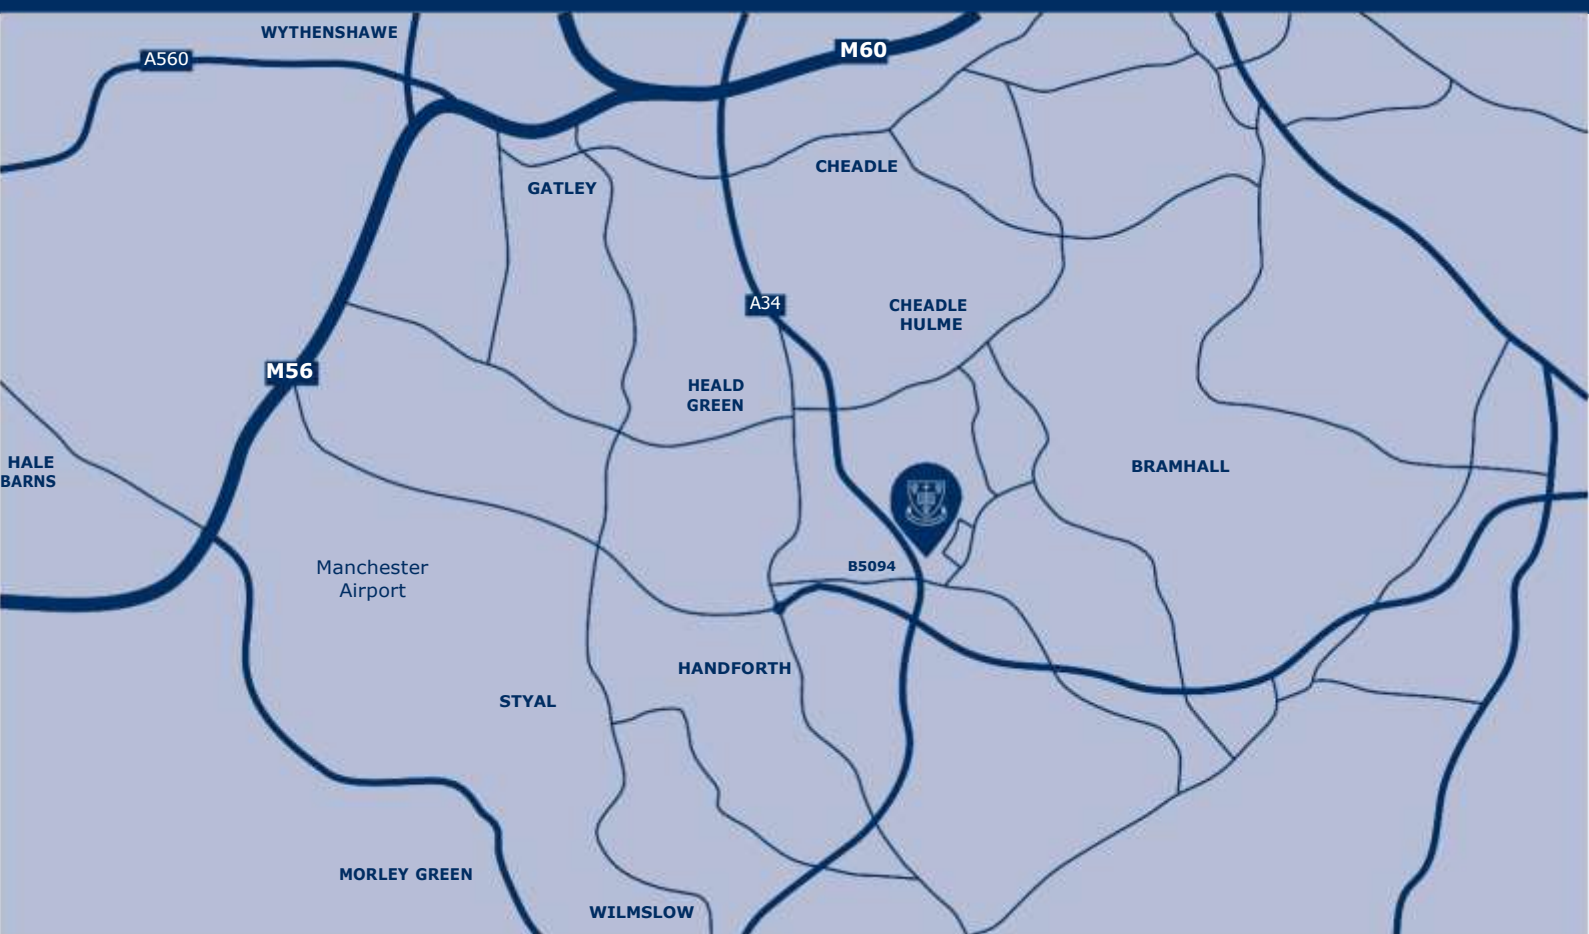 WYTHENSHAWE
A560
M60
CHEADLE
GATLEY
A34
CHEADLE
HULME
M56
HEALD
GREEN
HALE
BARNS
BRAMHALL
Manchester
Airport
B5094
HANDFORTH
STYAL
MORLEY GREEN
WILMSLOW